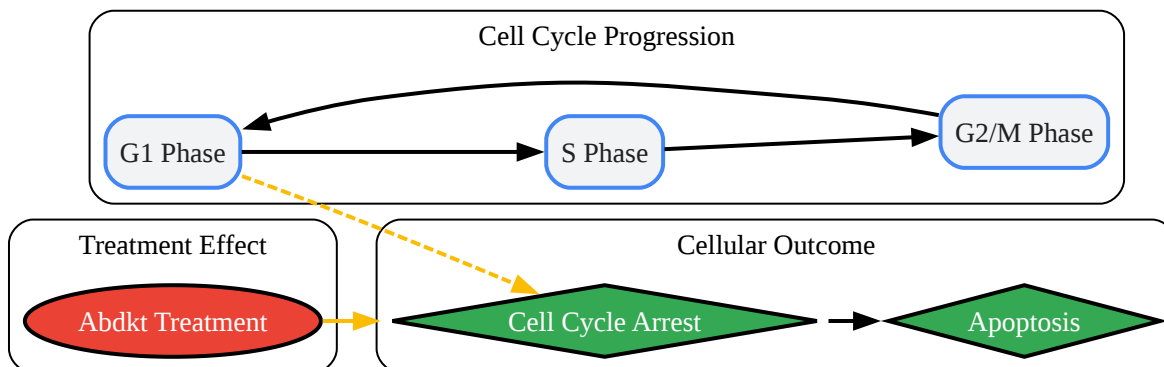 Cell Cycle Progression
G1 Phase
S Phase
G2/M Phase
Treatment Effect
Cellular Outcome
Abdkt Treatment
Cell Cycle Arrest
Apoptosis